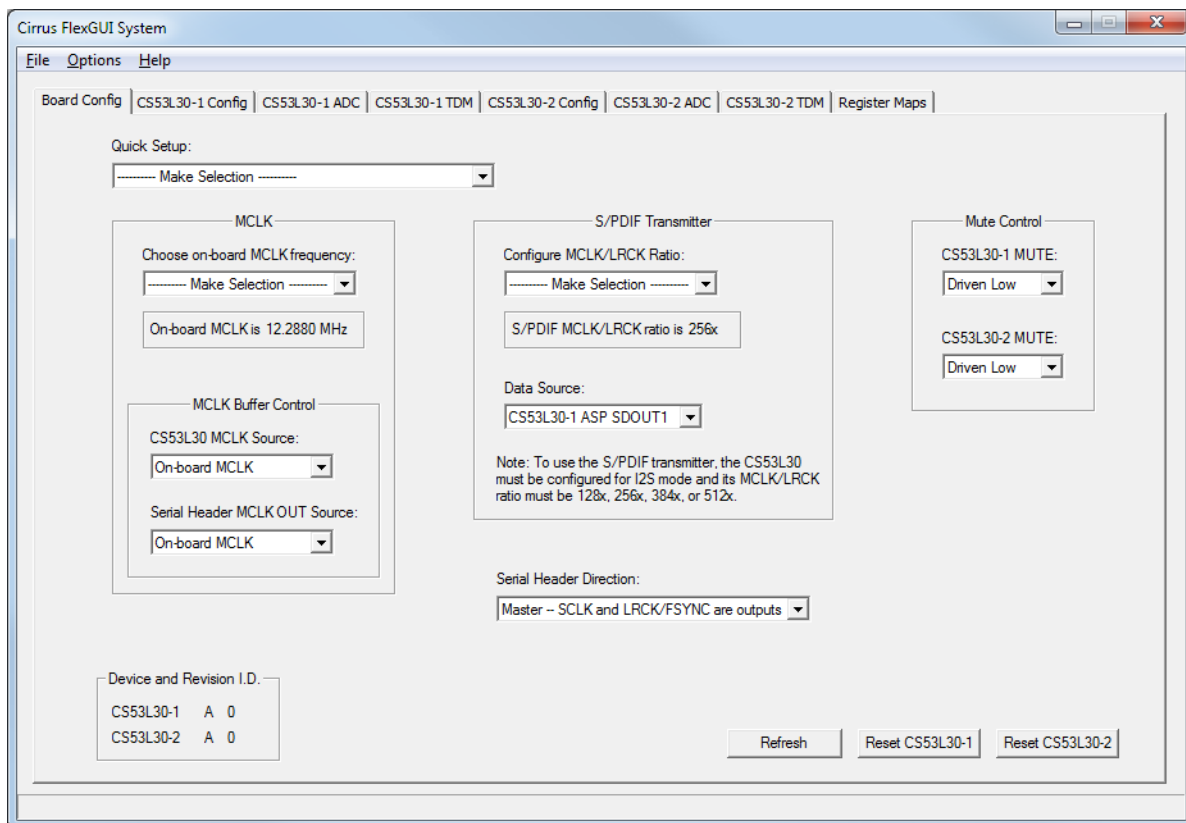 Cirrus FlexGUI System
File Options Help
Board Config CS53L30-1 Config CS53L30-1 ADC CS53L30-1 TDM CS53L30-2 Config CS53L30-2 ADC CS53L30-2 TDM Register Maps
Quick Setup:
---------- Make Selection ----------
MCLK
Choose on-board MCLK frequency:
---------- Make Selection ----------
On-board MCLK is 12.2880 MHz
MCLK Buffer Control
CS53L30 MCLK Source:
On-board MCLK
Serial Header MCLK OUT Source:
On-board MCLK
S/PDIF Transmitter
Configure MCLK/LRCK Ratio:
---------- Make Selection ----------
S/PDIF MCLK/LRCK ratio is 256x
Data Source:
CS53L30-1 ASP SDOUT1
Note: To use the S/PDIF transmitter, the CS53L30
must be configured for I2S mode and its MCLK/LRCK
ratio must be 128x, 256x, 384x, or 512x.
Mute Control
CS53L30-1 MUTE:
Driven Low
CS53L30-2 MUTE:
Driven Low
Serial Header Direction:
Master -- SCLK and LRCK/FSYNC are outputs
Device and Revision I.D.
CS53L30-1 A 0
CS53L30-2 A 0
Refresh
Reset CS53L30-1
Reset CS53L30-2